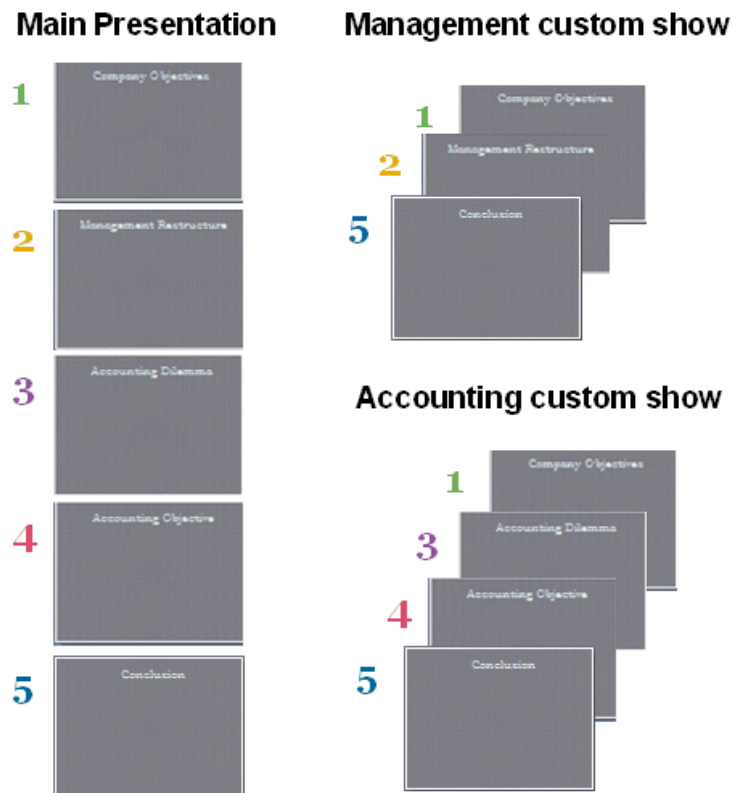 Main Presentation
1
Company Objectives
2
Management Restructure
3
Accounting Dilemma
4
Accounting Objective
5
Conclusion
Management custom show
1
Company Objectives
2
Management Restructure
5
Conclusion
Accounting custom show
1
Company Objectives
3
Accounting Dilemma
4
Accounting Objective
5
Conclusion